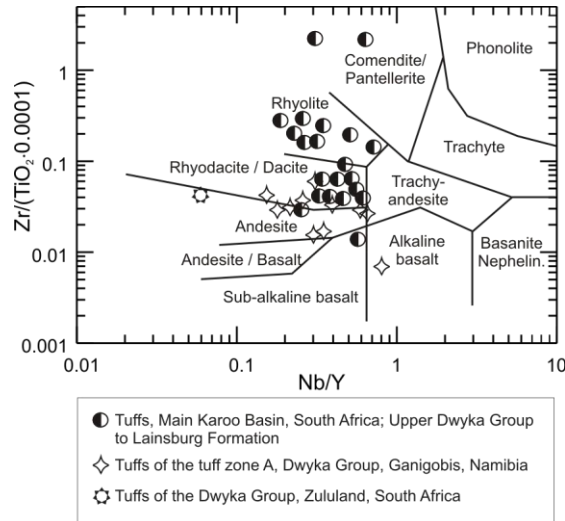 Zr/(TiO₂·0.0001)
1
0.1
0.01
0.001
0.01
0.1
1
10
Nb/Y
Phonolite
Comendite/
Pantellerite
Rhyolite
Trachyte
Rhyodacite / Dacite
Trachy-
andesite
Andesite
Alkaline
basalt
Basanite
Nephelin.
Andesite / Basalt
Sub-alkaline basalt
Tuffs, Main Karoo Basin, South Africa; Upper Dwyka Group
to Lainsburg Formation
Tuffs of the tuff zone A, Dwyka Group, Ganigobis, Namibia
Tuffs of the Dwyka Group, Zululand, South Africa